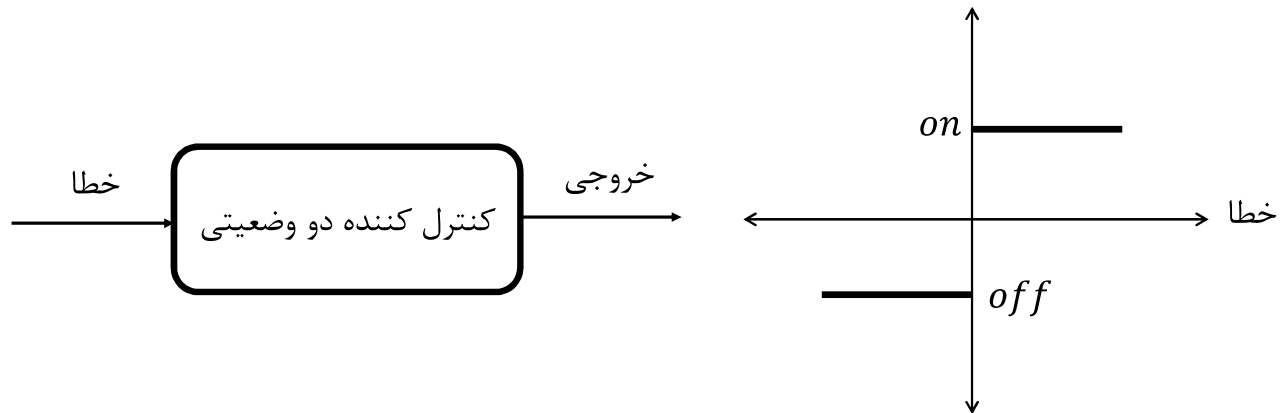 خطا
کنترل کننده دو وضعیتی
خروجی
on
off
خطا